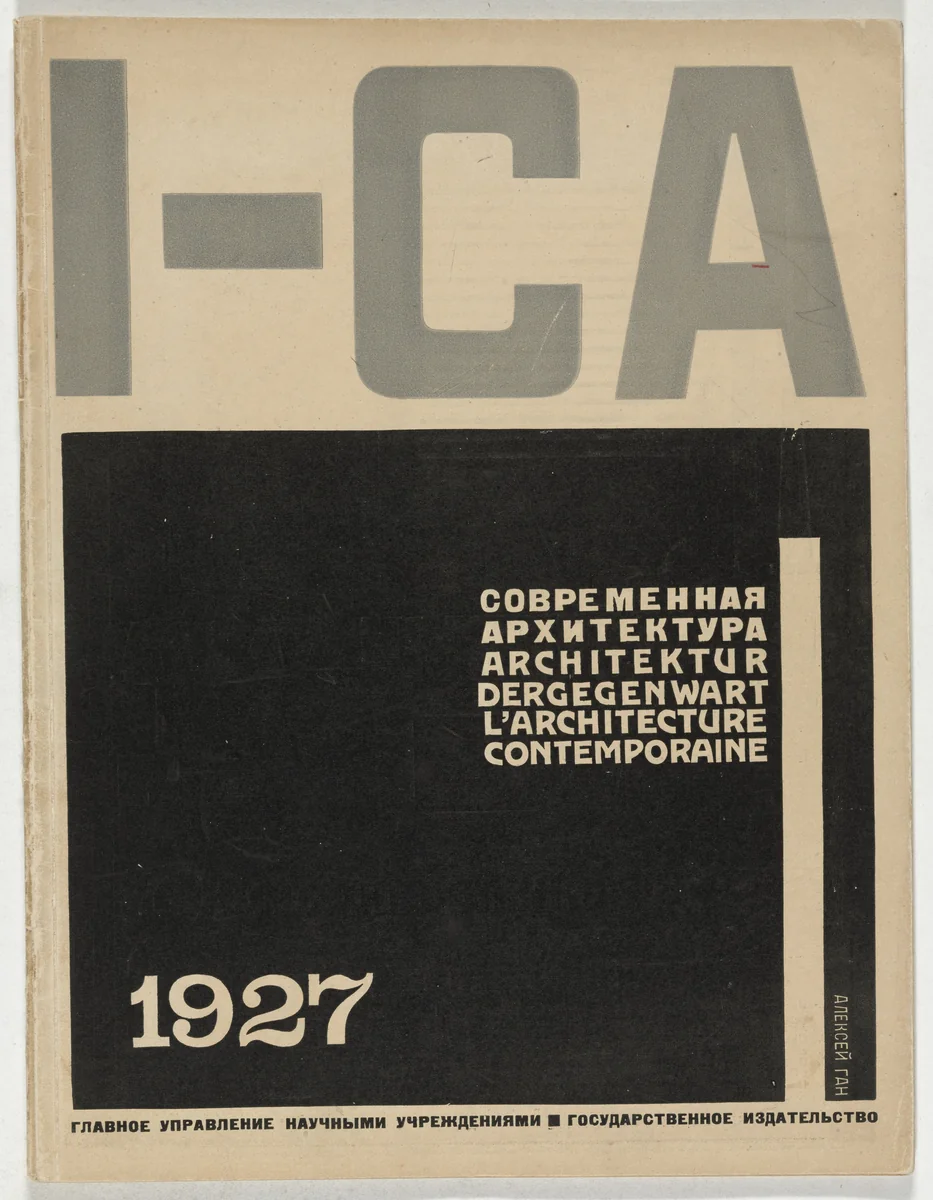 I-CA
СОВРЕМЕННАЯ
АРХИТЕКТУРА
ARCHITEKTUR
DERGEGENWART
L'ARCHITECTURE
CONTEMPORAINE
1927
АЛЕКСЕЙ ГАН
ГЛАВНОЕ УПРАВЛЕНИЕ НАУЧНЫМИ УЧРЕЖДЕНИЯМИ ■ ГОСУДАРСТВЕННОЕ ИЗДАТЕЛЬСТВО